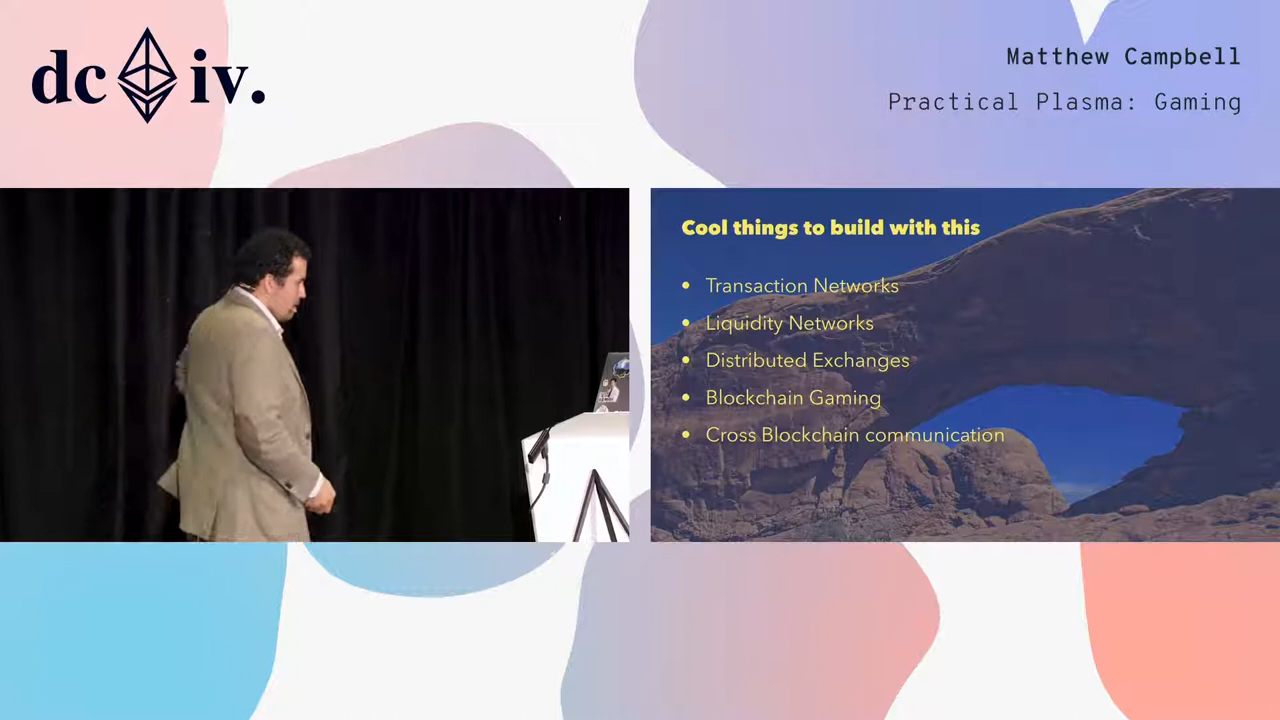 dc iv.
Matthew Campbell
Practical Plasma: Gaming
Cool things to build with this
• Transaction Networks
• Liquidity Networks
• Distributed Exchanges
• Blockchain Gaming
• Cross Blockchain communication